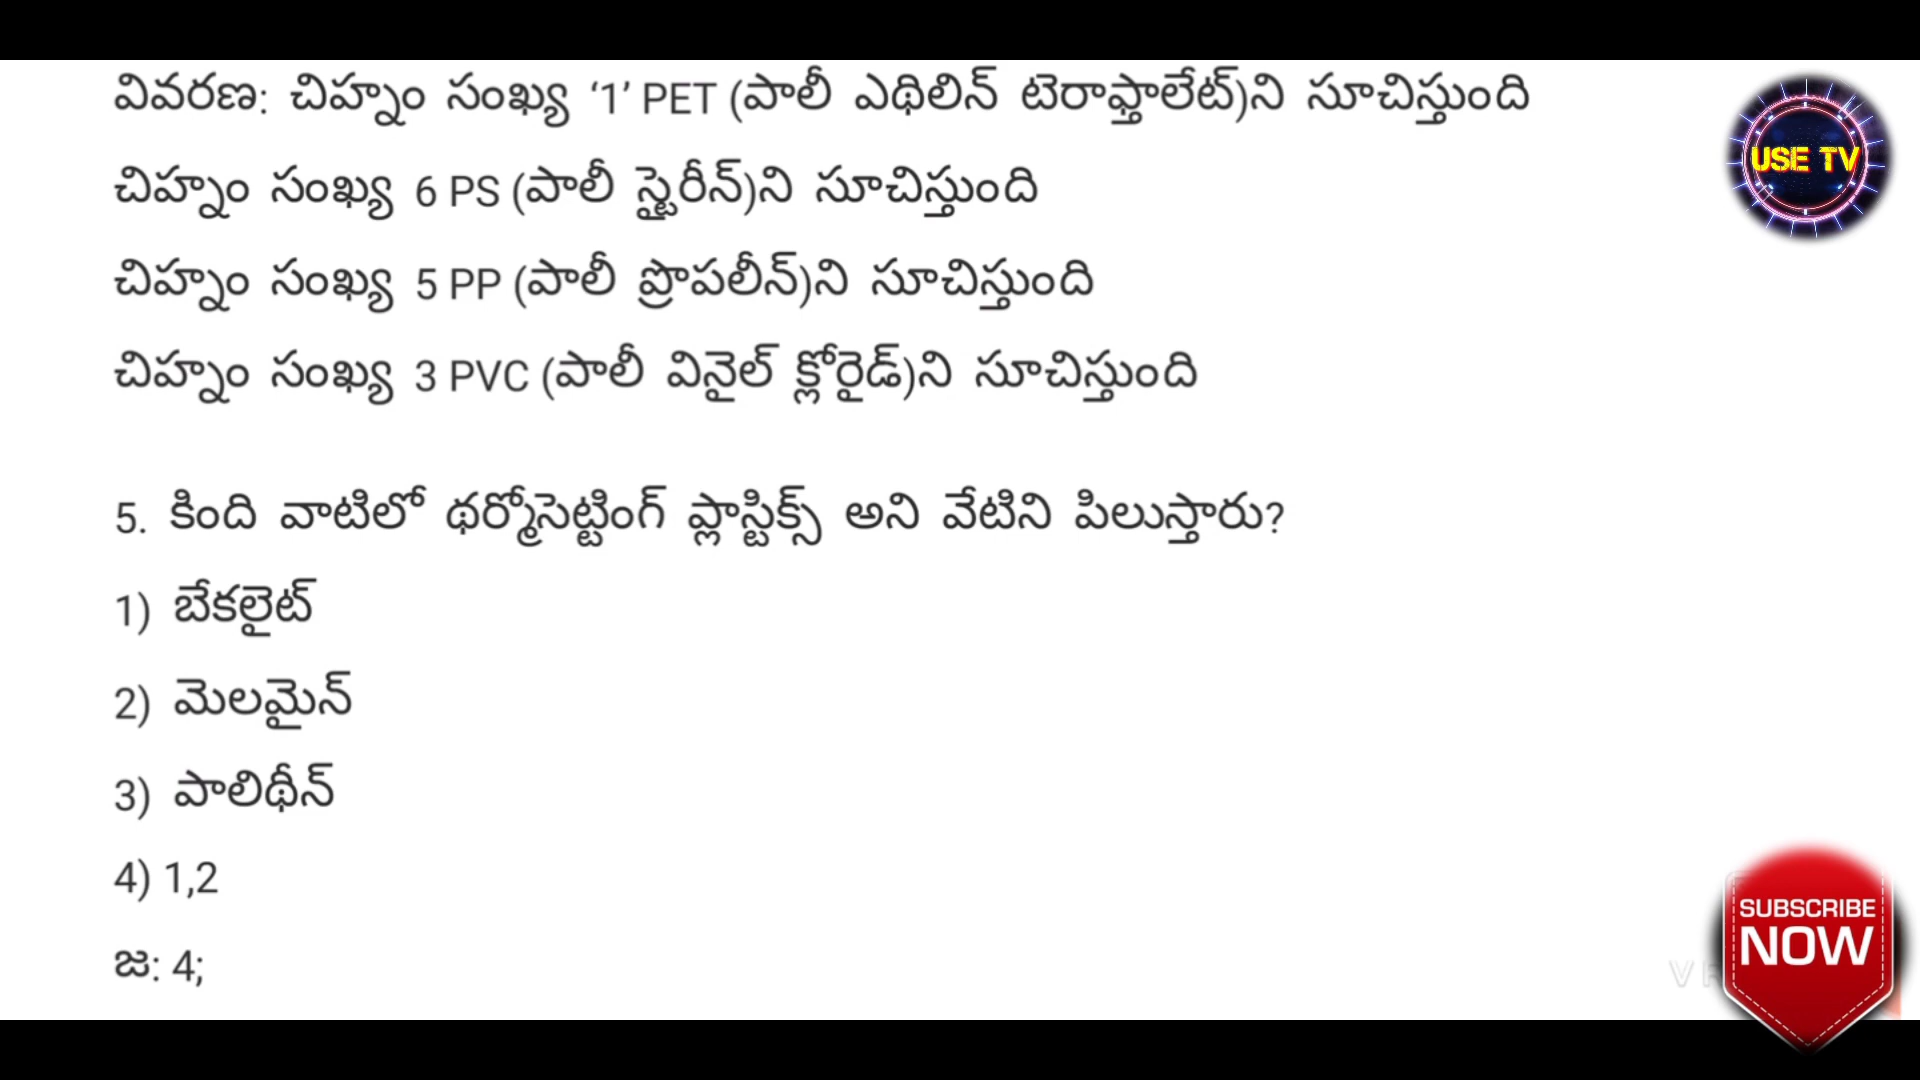 వివరణ: చిహ్నం సంఖ్య ‘1’ PET (పాలీ ఎథిలిన్ టెరాఫ్తాలేట్)ని సూచిస్తుంది
చిహ్నం సంఖ్య 6 PS (పాలీ స్టైరీన్)ని సూచిస్తుంది
చిహ్నం సంఖ్య 5 PP (పాలీ ప్రొపలీన్)ని సూచిస్తుంది
చిహ్నం సంఖ్య 3 PVC (పాలీ వినైల్ క్లోరైడ్)ని సూచిస్తుంది
5. కింది వాటిలో థర్మోసెట్టింగ్ ప్లాస్టిక్స్ అని వేటిని పిలుస్తారు?
1) బేకలైట్
2) మెలమైన్
3) పాలిథీన్
4) 1,2
జ: 4;
USE TV
SUBSCRIBE
NOW